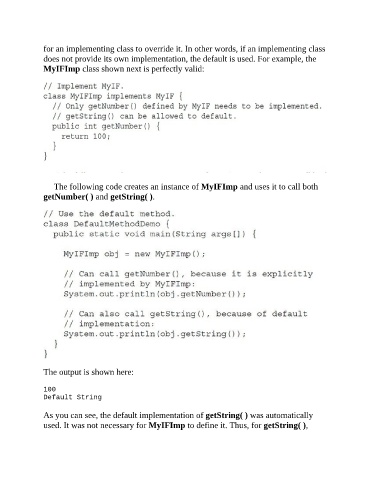 for an implementing class to override it. In other words, if an implementing class
does not provide its own implementation, the default is used. For example, the
MyIFImp class shown next is perfectly valid:
// Implement MyIF.
class MyIFImp implements MyIF {
// Only getNumber() defined by MyIF needs to be implemented.
// getString() can be allowed to default.
public int getNumber() {
return 100;
}
}
The following code creates an instance of MyIFImp and uses it to call both
getNumber( ) and getString( ).
// Use the default method.
class DefaultMethodDemo {
public static void main(String args[]) {
MyIFImp obj = new MyIFImp();
// Can call getNumber(), because it is explicitly
// implemented by MyIFImp:
System.out.println(obj.getNumber());
// Can also call getString(), because of default
// implementation:
System.out.println(obj.getString());
}
}
The output is shown here:
100
Default String
As you can see, the default implementation of getString( ) was automatically
used. It was not necessary for MyIFImp to define it. Thus, for getString( ),